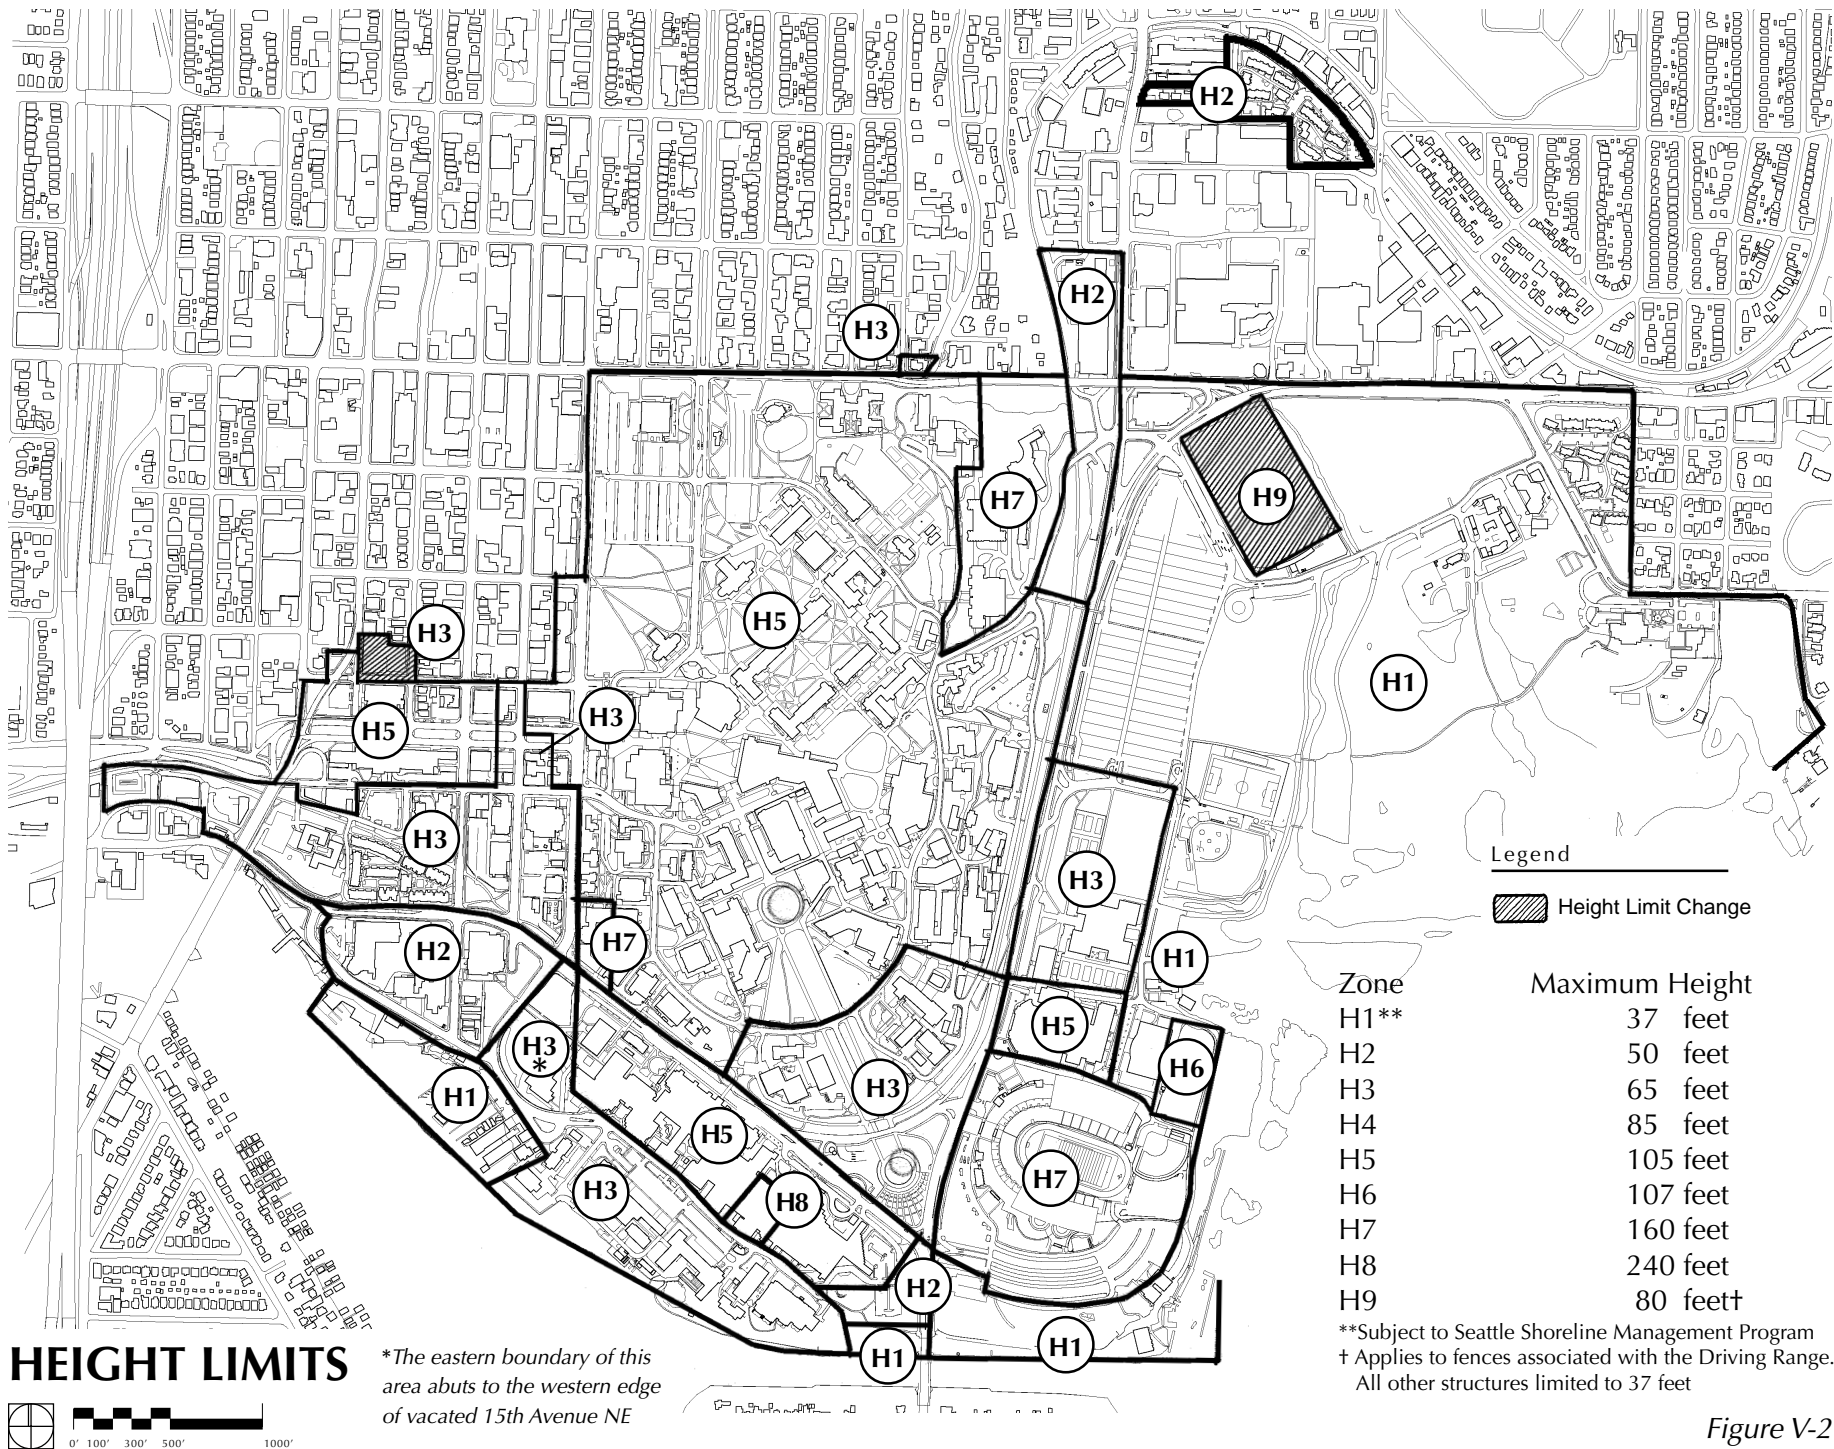 H2
H2
H3
H7
H9
H3
H5
H3
H1
H5
H3
H3
H7
H2
H1
H3
*
H5
H6
H3
H1
H5
H7
H3
H8
H2
H1
H1
Legend
Height Limit Change
Zone Maximum Height
H1** 37 feet
H2 50 feet
H3 65 feet
H4 85 feet
H5 105 feet
H6 107 feet
H7 160 feet
H8 240 feet
H9 80 feet†
**Subject to Seattle Shoreline Management Program
† Applies to fences associated with the Driving Range.
All other structures limited to 37 feet
HEIGHT LIMITS
*The eastern boundary of this
area abuts to the western edge
of vacated 15th Avenue NE
0' 100' 300' 500' 1000'
Figure V-2